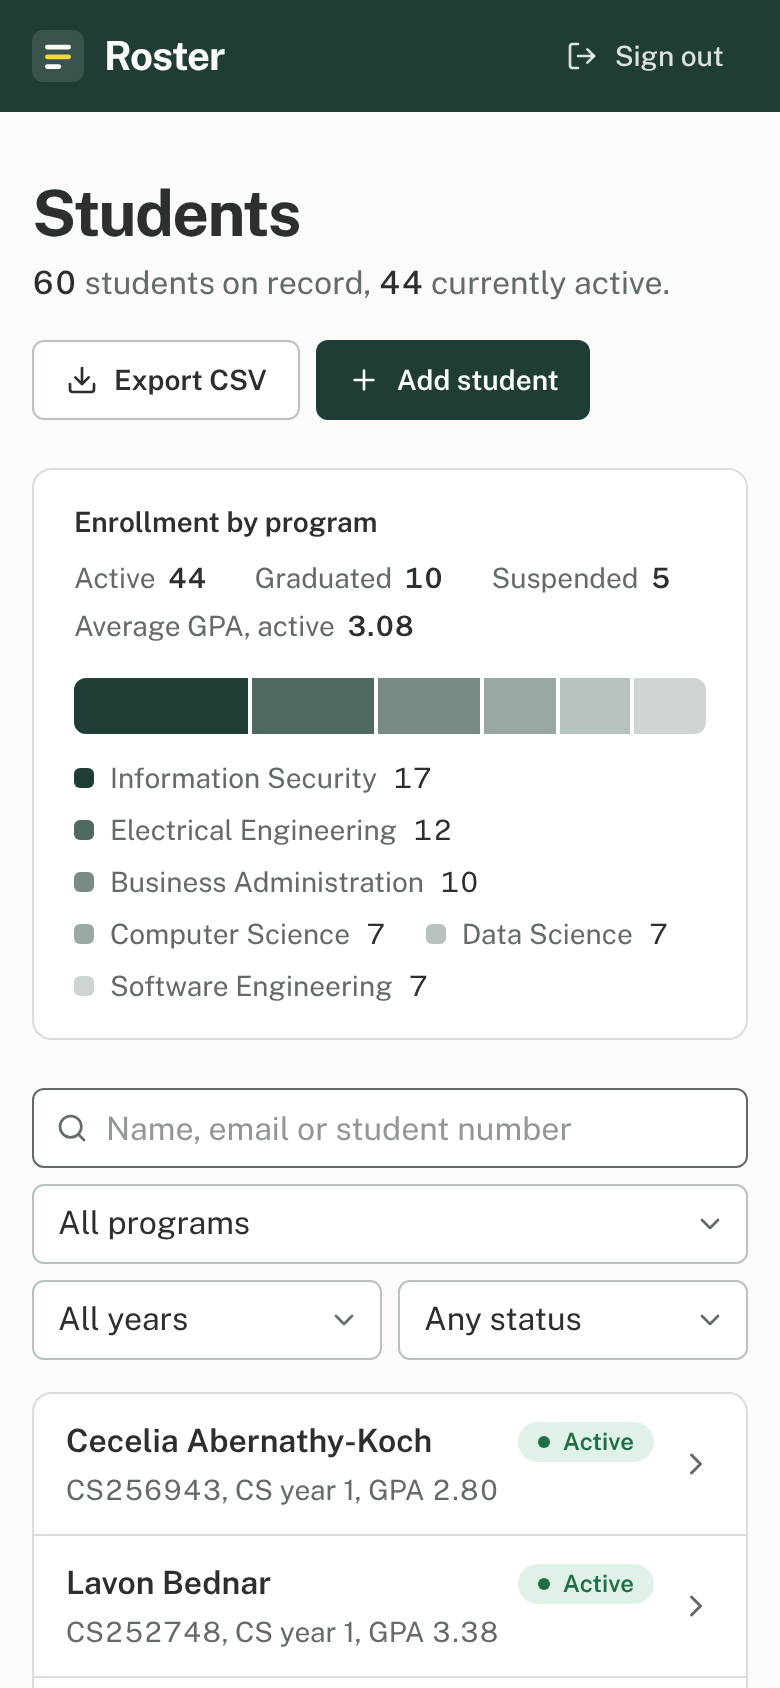 Roster
Sign out
Students
60 students on record, 44 currently active.
Export CSV
Add student
Enrollment by program
Active 44 Graduated 10 Suspended 5
Average GPA, active 3.08
Information Security 17
Electrical Engineering 12
Business Administration 10
Computer Science 7 Data Science 7
Software Engineering 7
Name, email or student number
All programs
All years
Any status
Cecelia Abernathy-Koch
Active
CS256943, CS year 1, GPA 2.80
Lavon Bednar
Active
CS252748, CS year 1, GPA 3.38